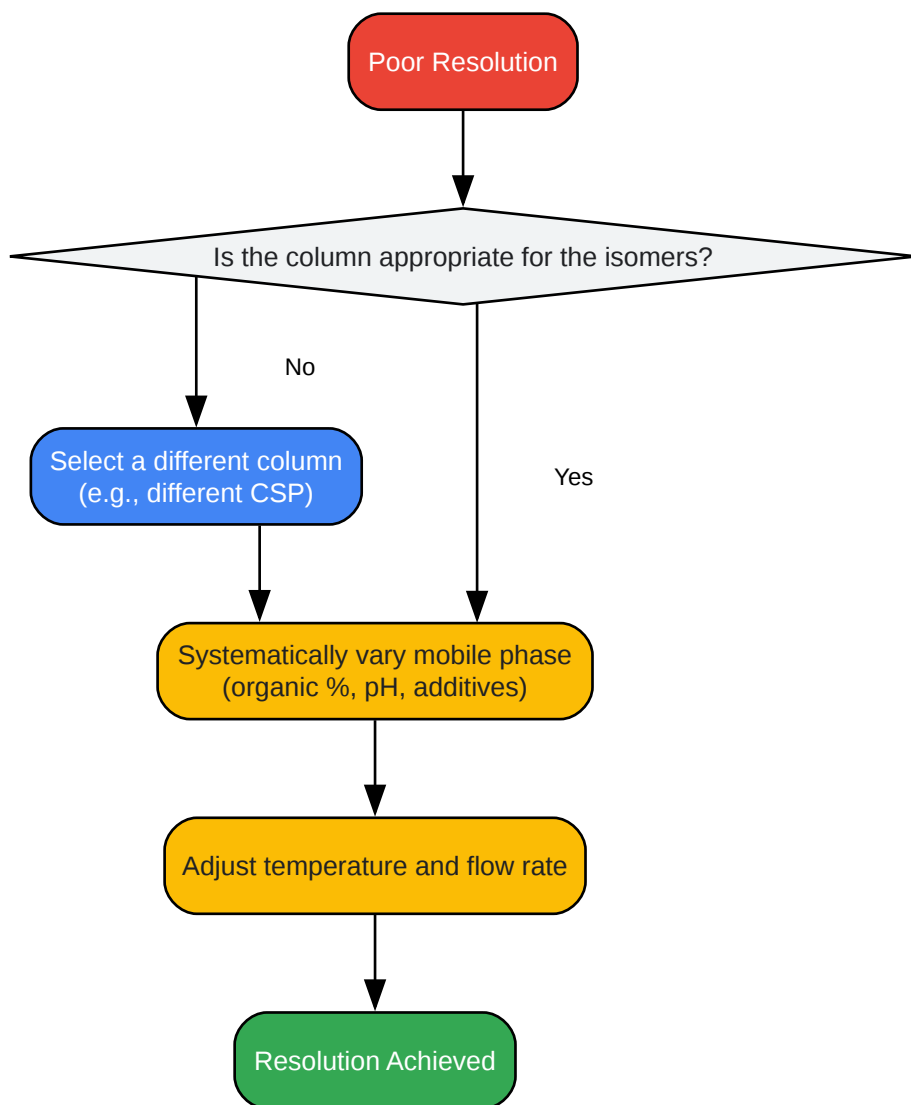 Poor Resolution
Is the column appropriate for the isomers?
No
Select a different column
(e.g., different CSP)
Yes
Systematically vary mobile phase
(organic %, pH, additives)
Adjust temperature and flow rate
Resolution Achieved